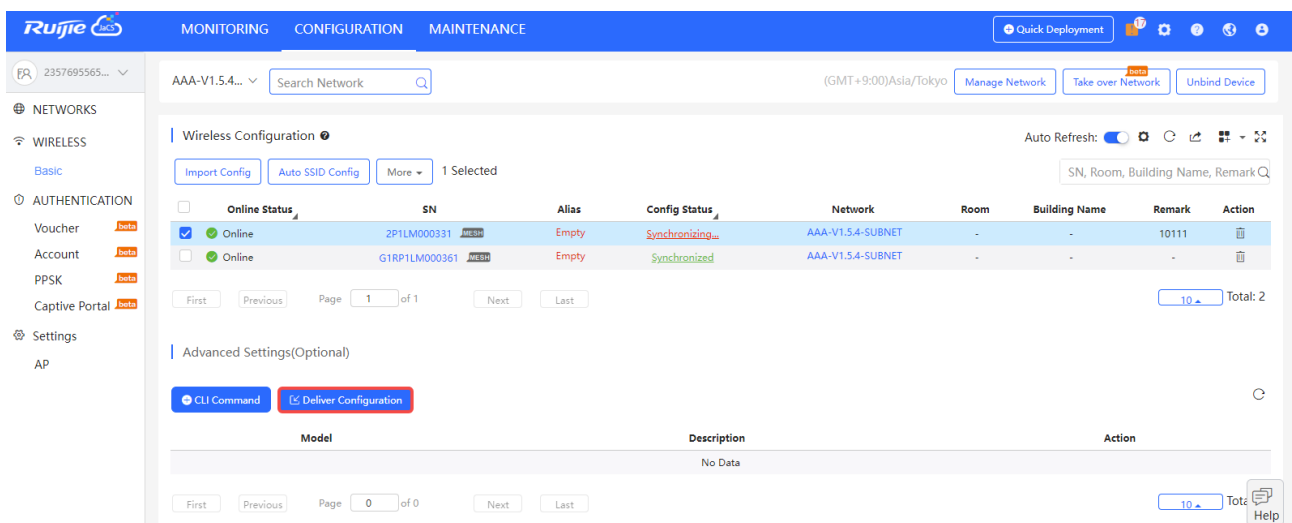 Ruijie JaCS MONITORING CONFIGURATION MAINTENANCE Quick Deployment 17
2357695565... AAA-V1.5.4... Search Network (GMT+9:00)Asia/Tokyo Manage Network Take over Network beta Unbind Device
NETWORKS
WIRELESS
Basic
AUTHENTICATION
Voucher beta
Account beta
PPSK beta
Captive Portal beta
Settings
AP
Wireless Configuration Auto Refresh:
Import Config Auto SSID Config More 1 Selected SN, Room, Building Name, Remark
Online Status SN Alias Config Status Network Room Building Name Remark Action
Online 2P1LM000331 MESH Empty Synchronizing... AAA-V1.5.4-SUBNET - - 10111
Online G1RP1LM000361 MESH Empty Synchronized AAA-V1.5.4-SUBNET - - -
First Previous Page 1 of 1 Next Last 10 Total: 2
Advanced Settings(Optional)
CLI Command Deliver Configuration
Model Description Action
No Data
First Previous Page 0 of 0 Next Last 10
Help